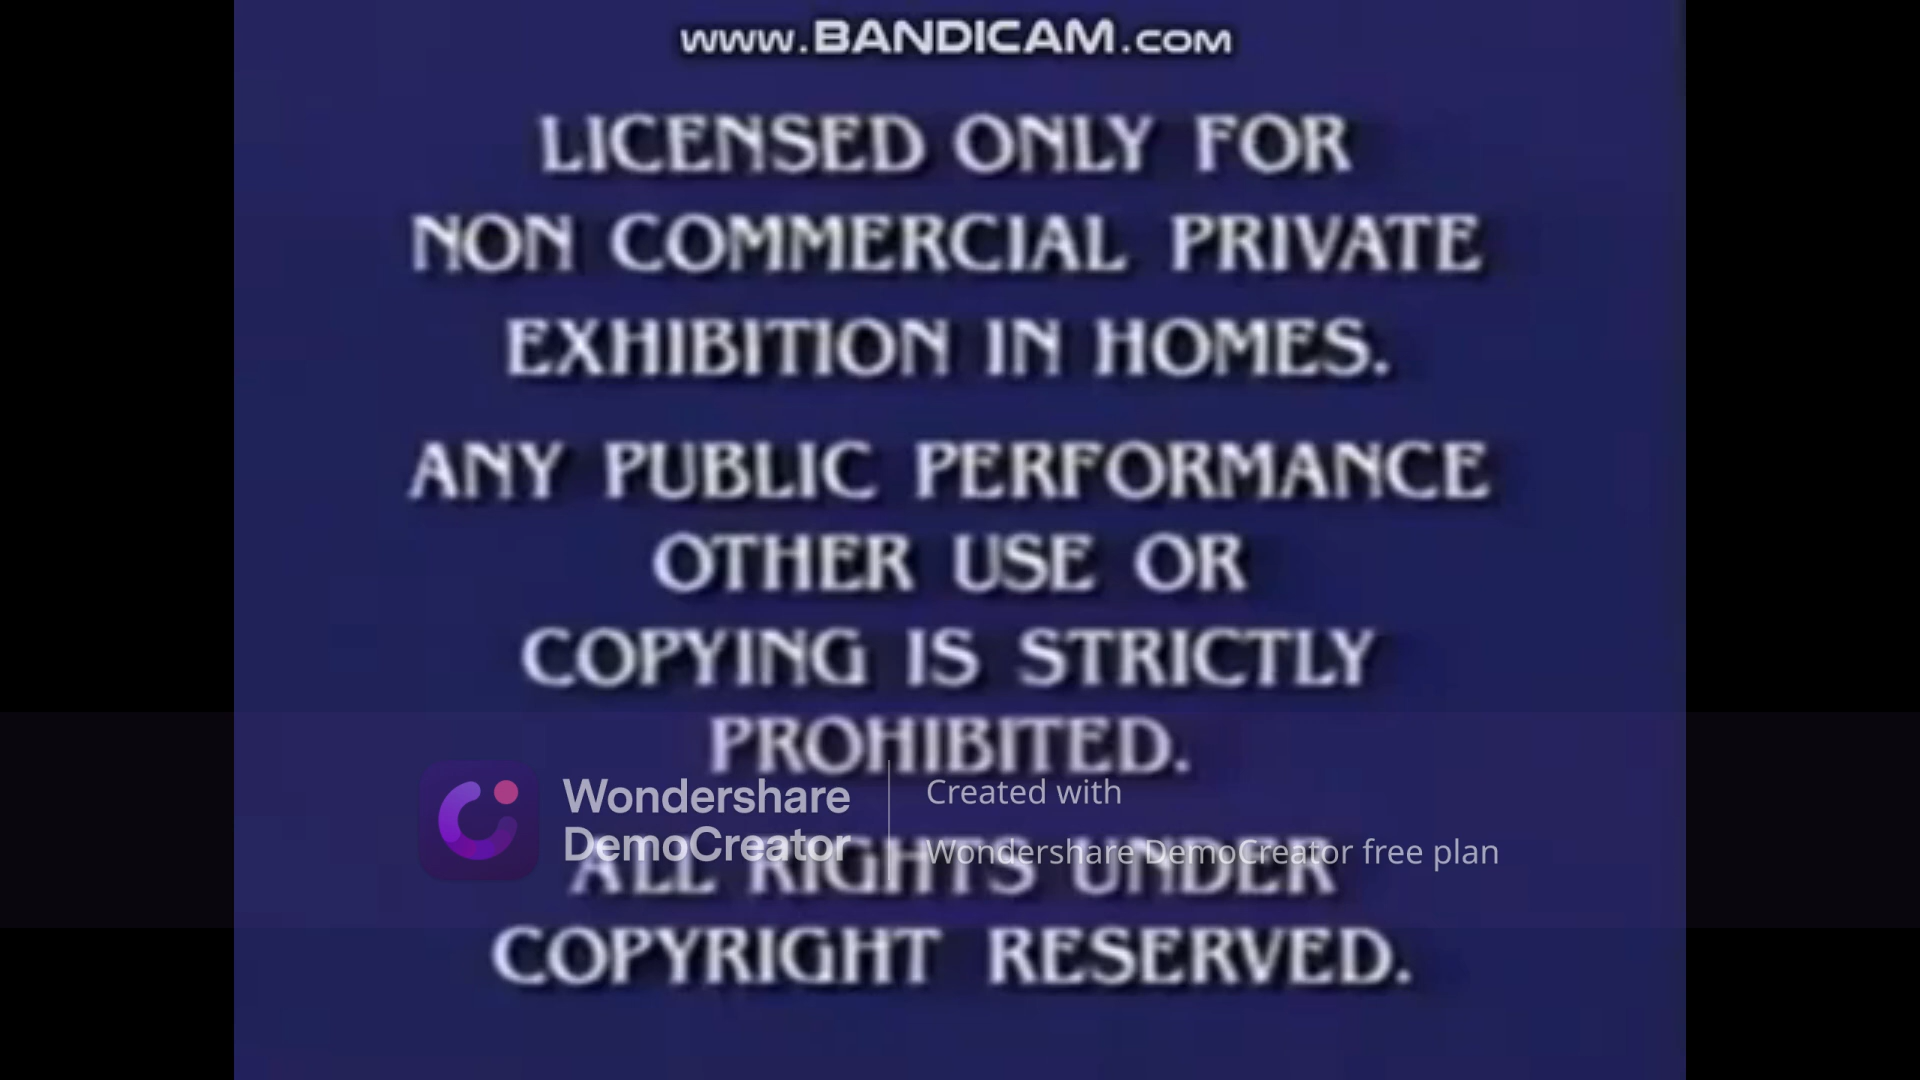 www.BANDICAM.com
LICENSED ONLY FOR
NON COMMERCIAL PRIVATE
EXHIBITION IN HOMES.
ANY PUBLIC PERFORMANCE
OTHER USE OR
COPYING IS STRICTLY
PROHIBITED.
Wondershare
DemoCreator
Created with
Wondershare DemoCreator free plan
ALL RIGHTS UNDER
COPYRIGHT RESERVED.